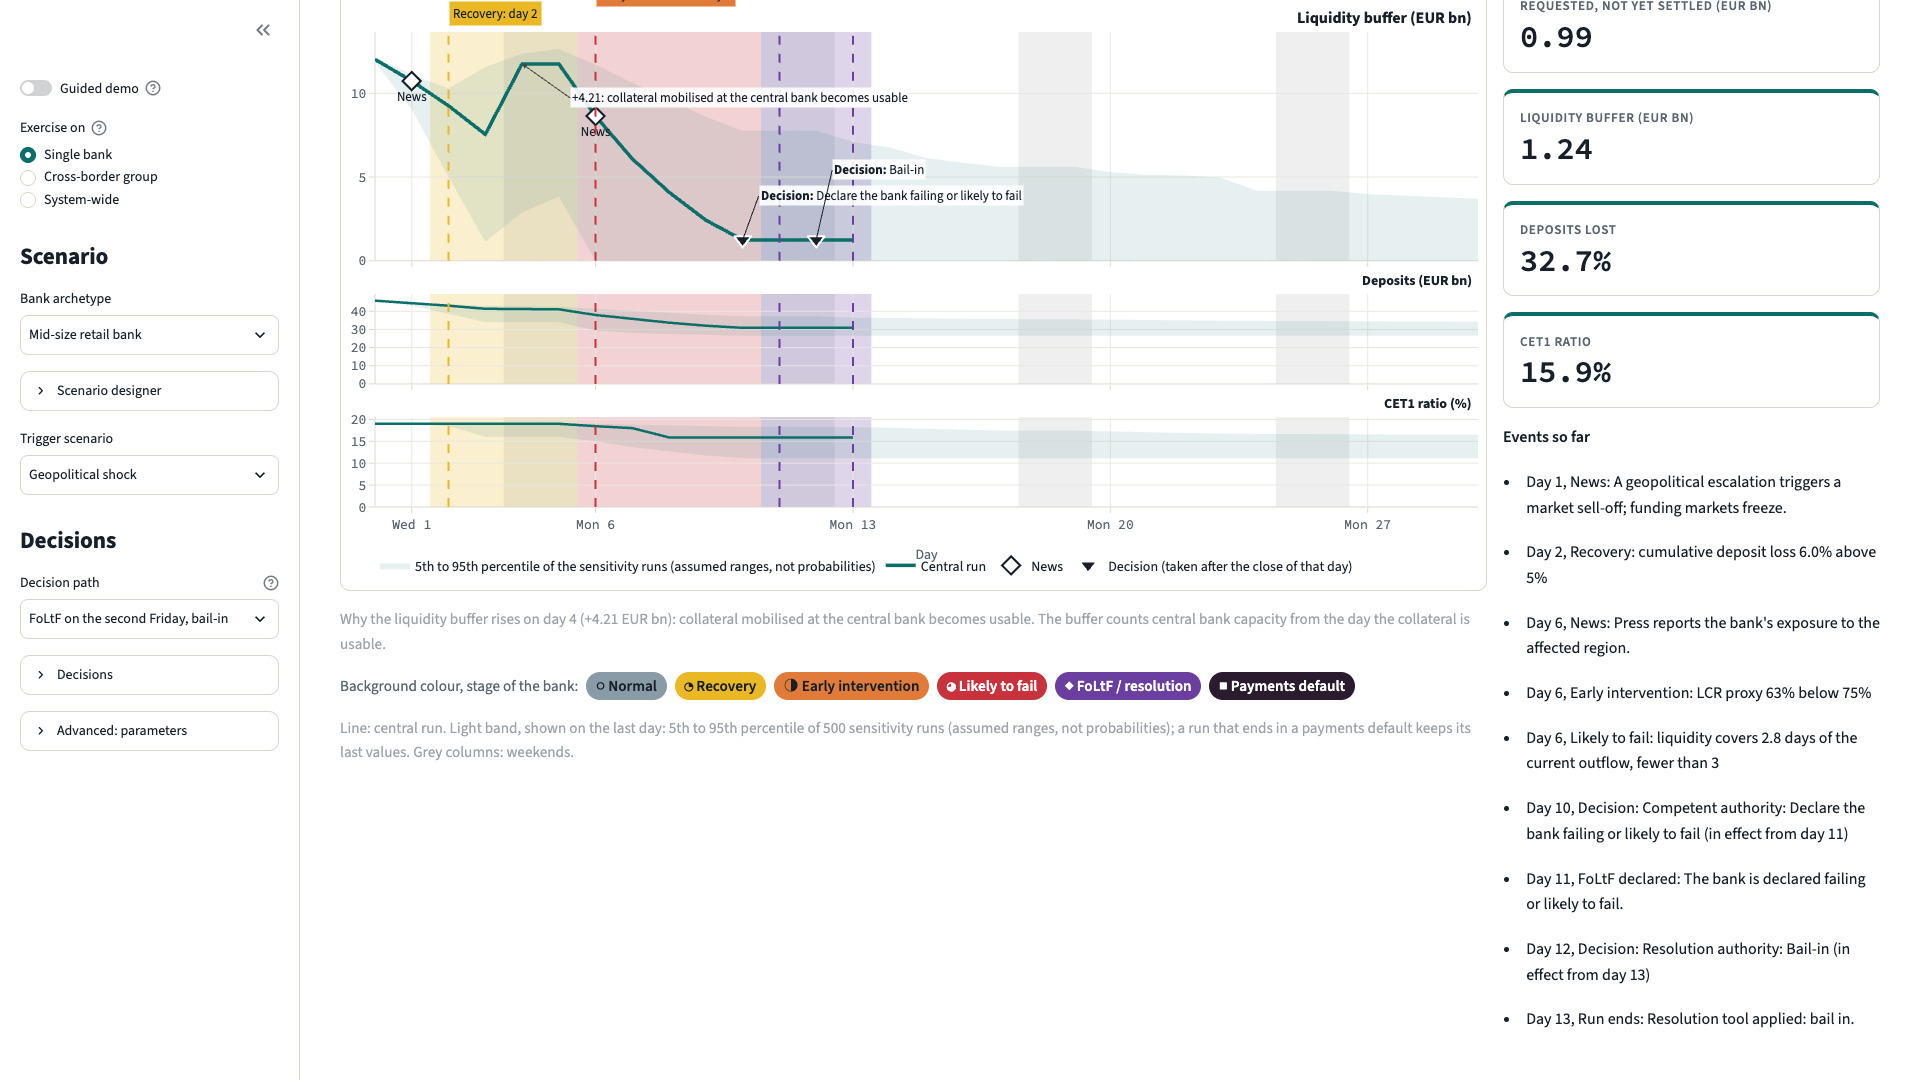 Guided demo
Exercise on
Single bank
Cross-border group
System-wide
Scenario
Bank archetype
Mid-size retail bank
Scenario designer
Trigger scenario
Geopolitical shock
Decisions
Decision path
FoLtF on the second Friday, bail-in
Decisions
Advanced: parameters
Recovery: day 2
Liquidity buffer (EUR bn)
10
5
0
News
+4.21: collateral mobilised at the central bank becomes usable
News
Decision: Bail-in
Decision: Declare the bank failing or likely to fail
Deposits (EUR bn)
40
30
20
10
0
CET1 ratio (%)
20
15
10
5
0
Wed 1
Mon 6
Mon 13
Mon 20
Mon 27
Day
5th to 95th percentile of the sensitivity runs (assumed ranges, not probabilities)
Central run
News
Decision (taken after the close of that day)
Why the liquidity buffer rises on day 4 (+4.21 EUR bn): collateral mobilised at the central bank becomes usable. The buffer counts central bank capacity from the day the collateral is
usable.
Background colour, stage of the bank:
Normal
Recovery
Early intervention
Likely to fail
FoLtF / resolution
Payments default
Line: central run. Light band, shown on the last day: 5th to 95th percentile of 500 sensitivity runs (assumed ranges, not probabilities); a run that ends in a payments default keeps its
last values. Grey columns: weekends.
REQUESTED, NOT YET SETTLED (EUR BN)
0.99
LIQUIDITY BUFFER (EUR BN)
1.24
DEPOSITS LOST
32.7%
CET1 RATIO
15.9%
Events so far
Day 1, News: A geopolitical escalation triggers a
market sell-off; funding markets freeze.
Day 2, Recovery: cumulative deposit loss 6.0% above
5%
Day 6, News: Press reports the bank's exposure to the
affected region.
Day 6, Early intervention: LCR proxy 63% below 75%
Day 6, Likely to fail: liquidity covers 2.8 days of the
current outflow, fewer than 3
Day 10, Decision: Competent authority: Declare the
bank failing or likely to fail (in effect from day 11)
Day 11, FoLtF declared: The bank is declared failing
or likely to fail.
Day 12, Decision: Resolution authority: Bail-in (in
effect from day 13)
Day 13, Run ends: Resolution tool applied: bail in.